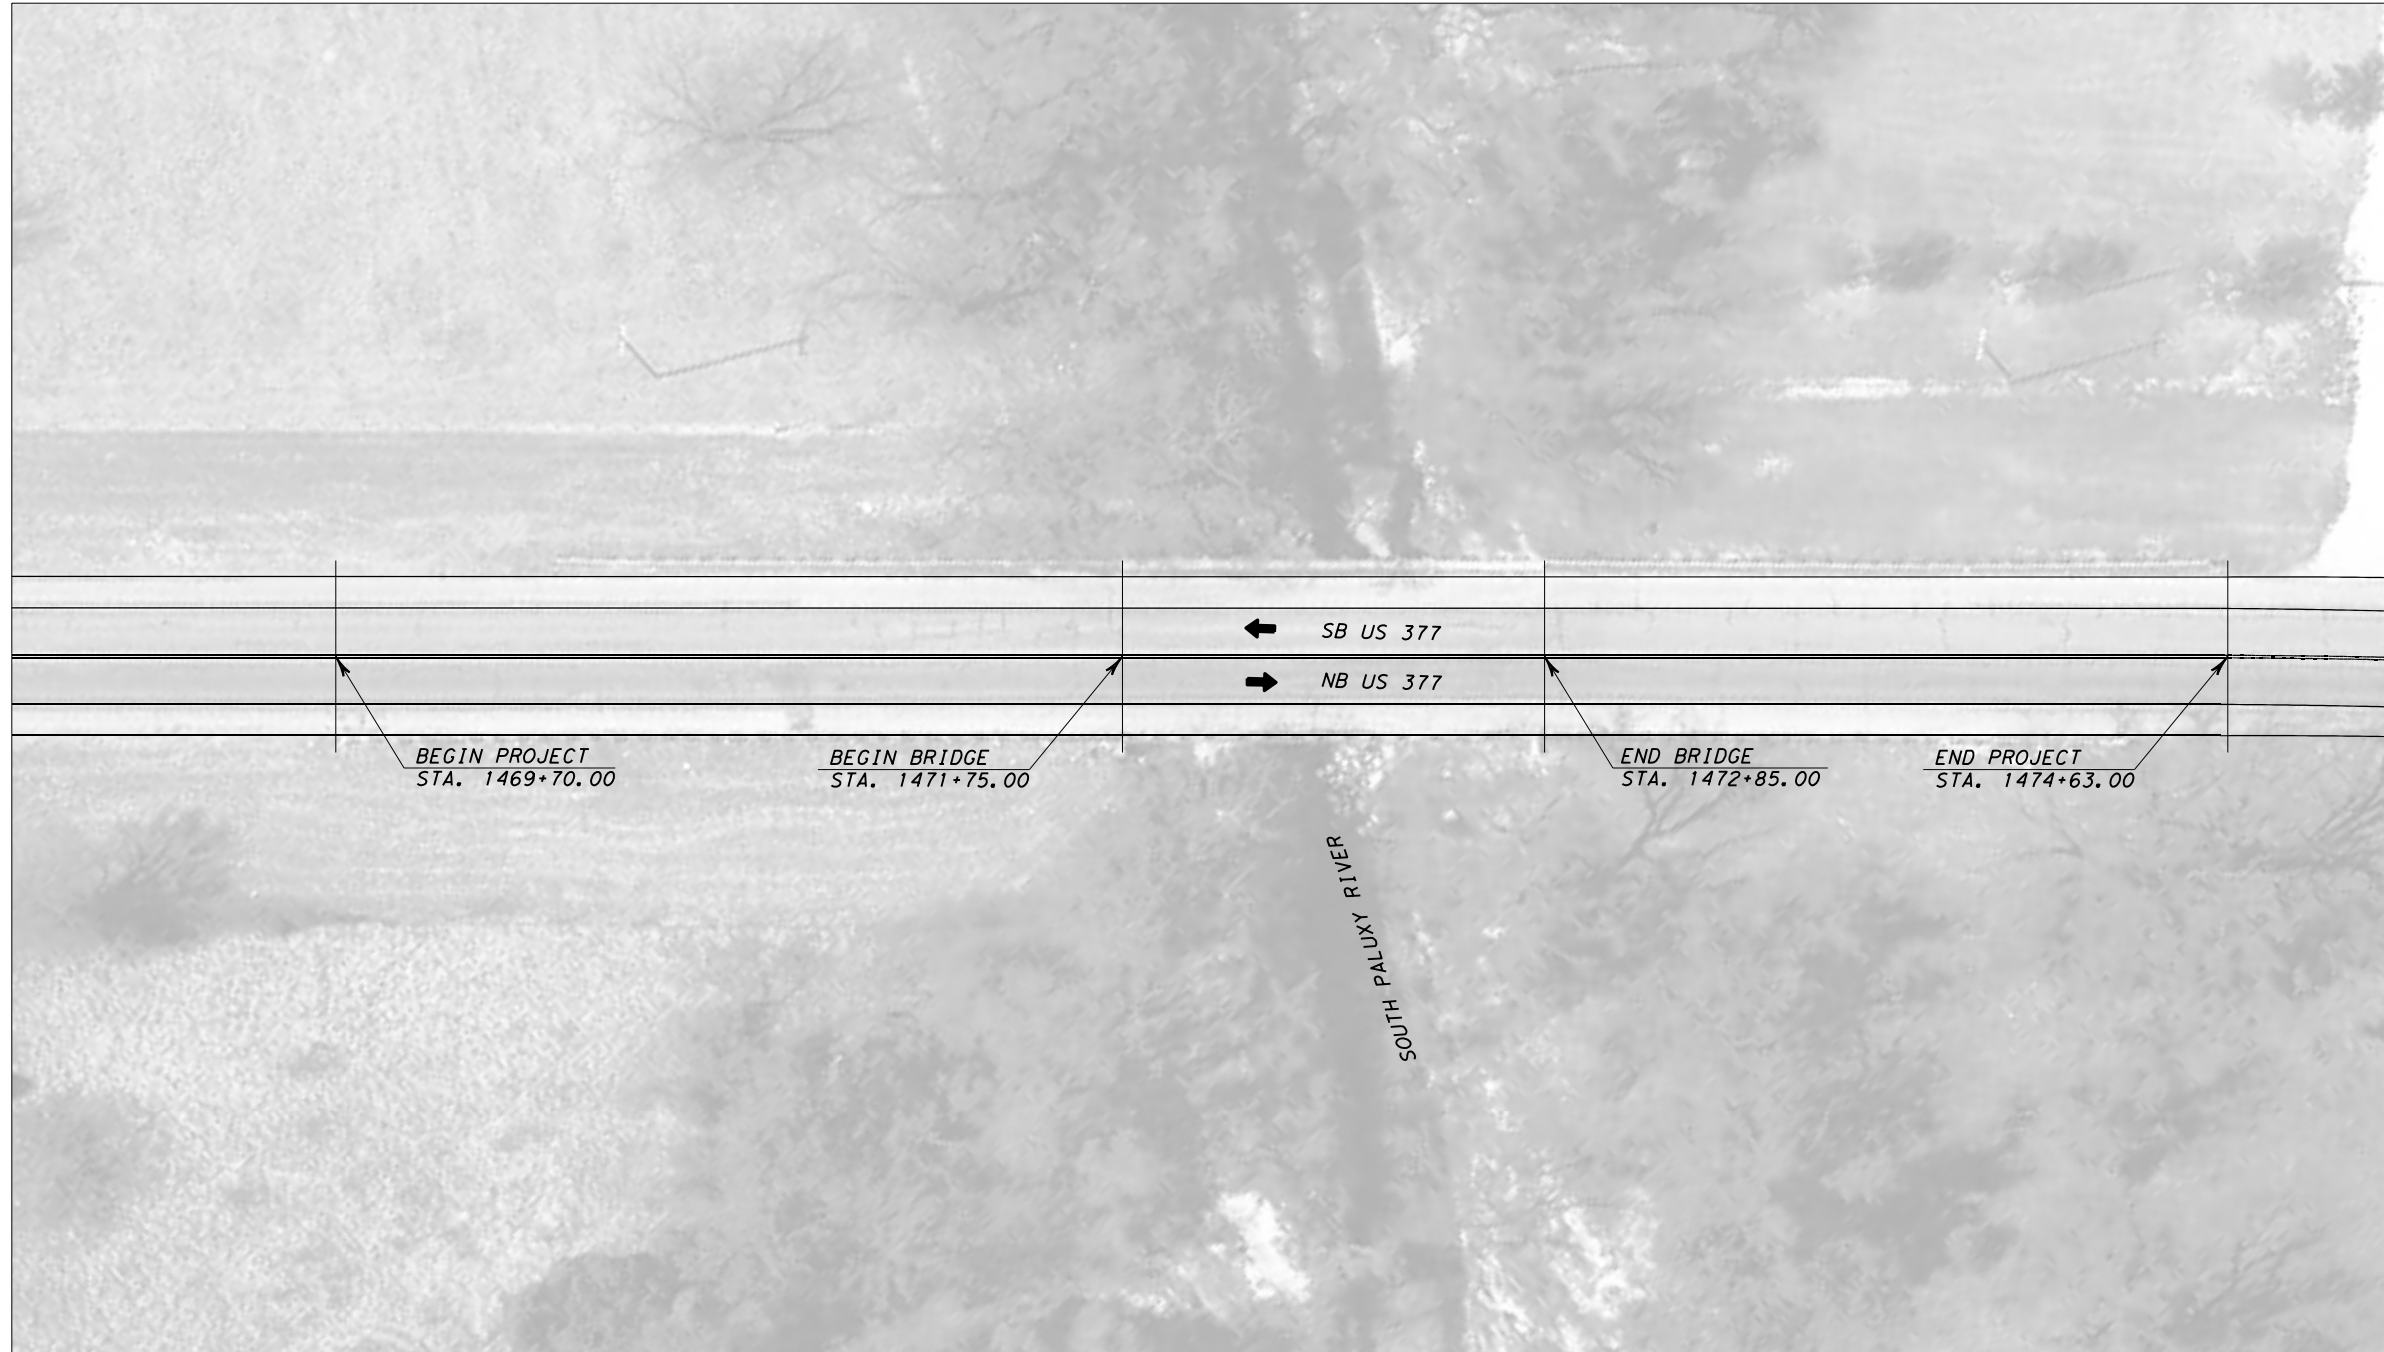 SB US 377
NB US 377
BEGIN PROJECT
STA. 1469+70.00
BEGIN BRIDGE
STA. 1471+75.00
END BRIDGE
STA. 1472+85.00
END PROJECT
STA. 1474+63.00
SOUTH PALUXY RIVER